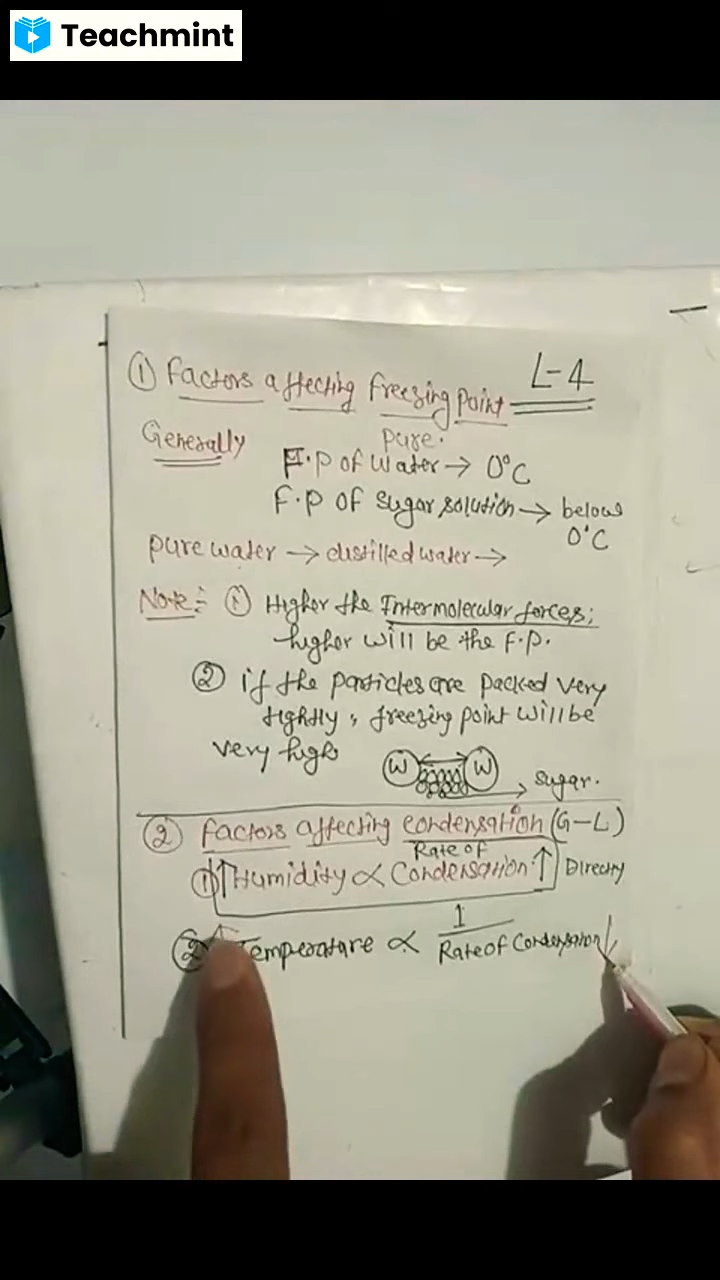 Teachmint
① Factors affecting freezing point L-4
Generally pure.
F.P of Water → 0°C
F.P OF Sugar solution → below
0°C
pure water → distilled water →
Note:- ① Higher the Intermolecular forces;
higher will be the F.P.
② if the particles are packed very
tightly, freezing point will be
very high
W W sugar.
② Factors affecting condensation (G-L)
Rate of
① ↑ Humidity ∝ Condensation ↑ Directly
1
② Temperature ∝ Rate of Condensation